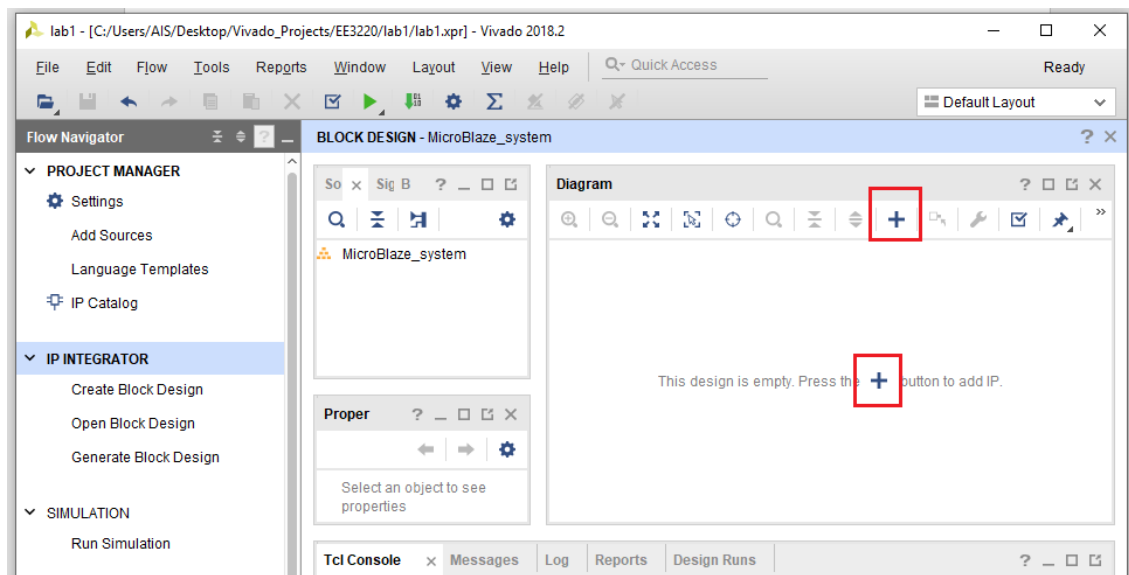 lab1 - [C:/Users/AIS/Desktop/Vivado_Projects/EE3220/lab1/lab1.xpr] - Vivado 2018.2
File Edit Flow Tools Reports Window Layout View Help Quick Access Ready
Default Layout
Flow Navigator
PROJECT MANAGER
Settings
Add Sources
Language Templates
IP Catalog
IP INTEGRATOR
Create Block Design
Open Block Design
Generate Block Design
SIMULATION
Run Simulation
BLOCK DESIGN - MicroBlaze_system
So Sig B
MicroBlaze_system
Proper
Select an object to see
properties
Diagram
This design is empty. Press the button to add IP.
Tcl Console Messages Log Reports Design Runs